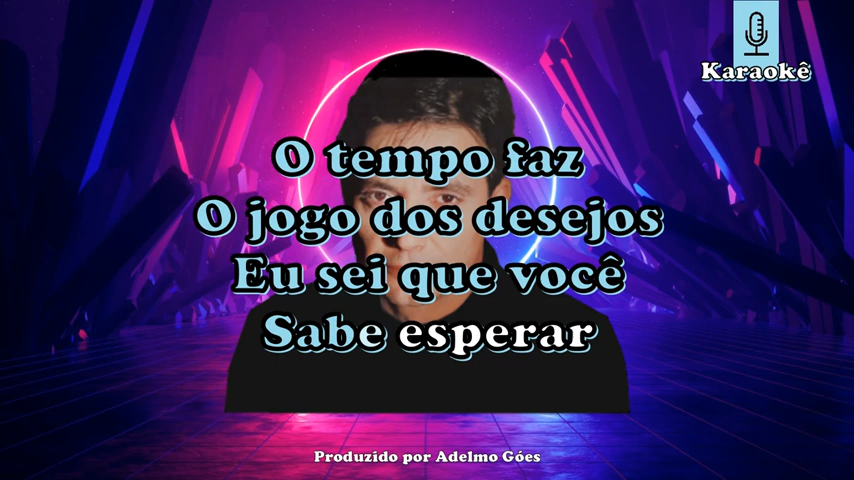 Karaokê
O tempo faz
O jogo dos desejos
Eu sei que você
Sabe esperar
Produzido por Adelmo Góes